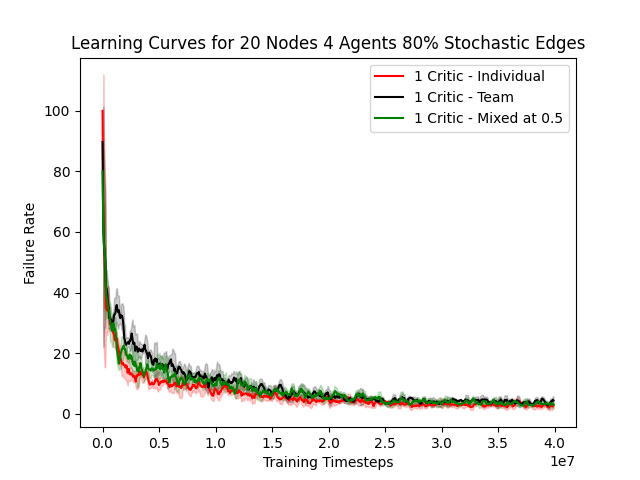 Learning Curves for 20 Nodes 4 Agents 80% Stochastic Edges
1 Critic - Individual
1 Critic - Team
1 Critic - Mixed at 0.5
Failure Rate
100
80
60
40
20
0
0.0 0.5 1.0 1.5 2.0 2.5 3.0 3.5 4.0
1e7
Training Timesteps